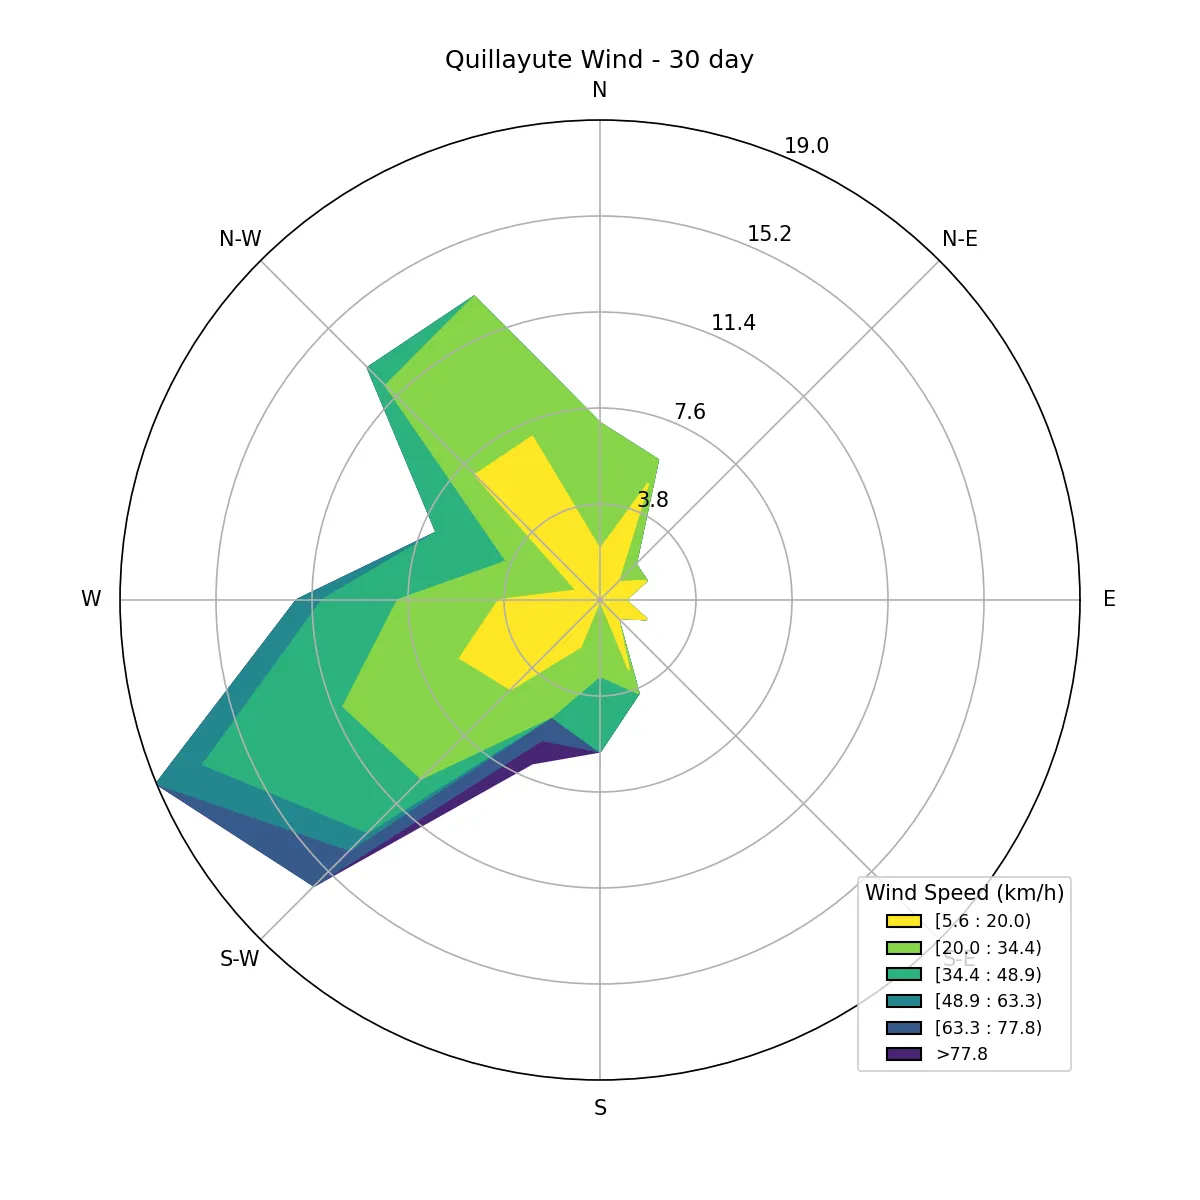 Quillayute Wind - 30 day
N
19.0
N-W
15.2
N-E
11.4
7.6
3.8
W
E
S-W
S-E
S
Wind Speed (km/h)
[5.6 : 20.0)
[20.0 : 34.4)
[34.4 : 48.9)
[48.9 : 63.3)
[63.3 : 77.8)
>77.8